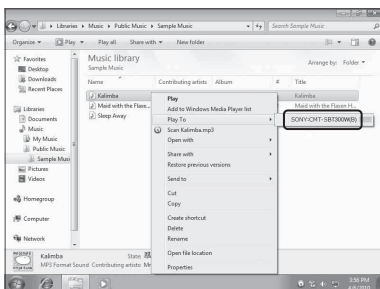 Libraries ▸ Music ▸ Public Music ▸ Sample Music
Search Sample Music
Organize
Play
Play all
Share with
New folder
Favorites
Desktop
Downloads
Recent Places
Libraries
Documents
Music
My Music
Public Music
Sample Musi
Pictures
Videos
Homegroup
Computer
Network
Music library
Sample Music
Arrange by: Folder
Name
Contributing artists
Album
#
Title
Kalimba
Kalimba
Maid with the Flaxe...
Maid with the Flaxen H...
Sleep Away
Play
Add to Windows Media Player list
Play To
SONY:CMT-SBT300W(B)
Scan Kalimba.mp3
Open with
Share with
Restore previous versions
Send to
Cut
Copy
Create shortcut
Delete
Rename
Open file location
Properties
Kalimba
State:
MP3 Format Sound
Contributing artists: Mr
3:56 PM